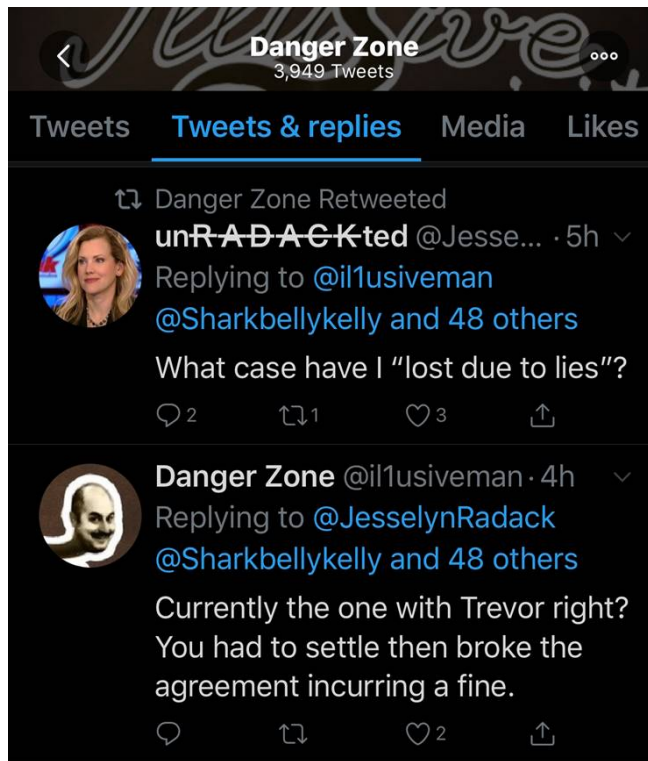 Danger Zone
3,949 Tweets
Tweets Tweets & replies Media Likes
Danger Zone Retweeted
unRADACKted @Jesse... · 5h
Replying to @il1usiveman
@Sharkbellykelly and 48 others
What case have I “lost due to lies”?
2 1 3
Danger Zone @il1usiveman · 4h
Replying to @JesselynRadack
@Sharkbellykelly and 48 others
Currently the one with Trevor right?
You had to settle then broke the
agreement incurring a fine.
2